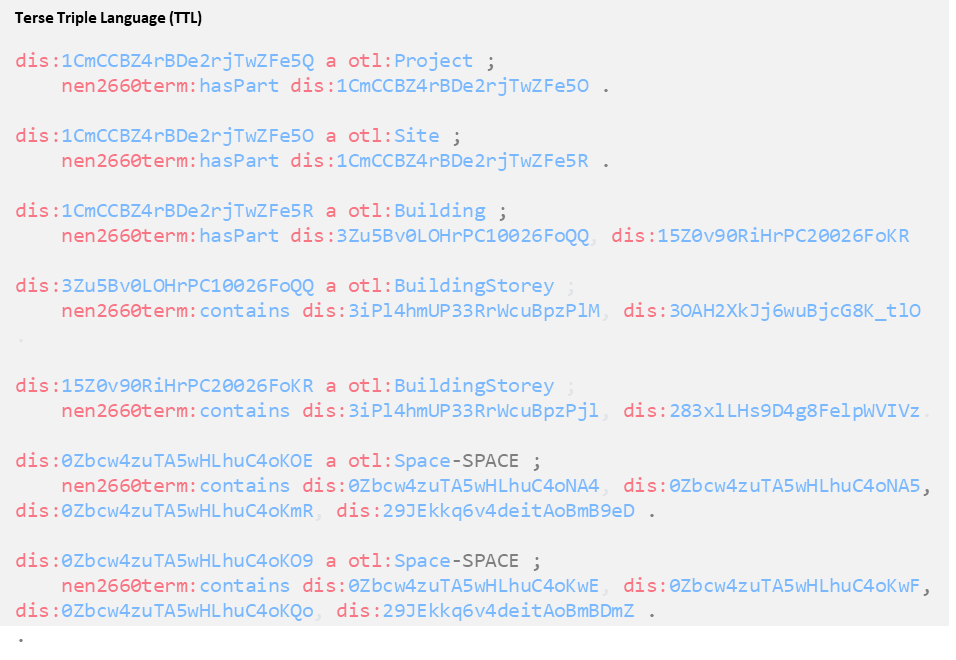 Terse Triple Language (TTL)
dis:1CmCCBZ4rBDe2rjTwZFe5Q a otl:Project ;
nen2660term:hasPart dis:1CmCCBZ4rBDe2rjTwZFe5O .
dis:1CmCCBZ4rBDe2rjTwZFe5O a otl:Site ;
nen2660term:hasPart dis:1CmCCBZ4rBDe2rjTwZFe5R .
dis:1CmCCBZ4rBDe2rjTwZFe5R a otl:Building ;
nen2660term:hasPart dis:3Zu5Bv0LOHrPC10026FoQQ, dis:15Z0v90RiHrPC20026FoKR
dis:3Zu5Bv0LOHrPC10026FoQQ a otl:BuildingStorey ;
nen2660term:contains dis:3iPl4hmUP33RrWcuBpzPlM, dis:3OAH2XkJj6wuBjcG8K_tlO
.
dis:15Z0v90RiHrPC20026FoKR a otl:BuildingStorey ;
nen2660term:contains dis:3iPl4hmUP33RrWcuBpzPjl, dis:283xlLHs9D4g8FelpWVIVz.
dis:0Zbcw4zuTA5wHLhuC4oKOE a otl:Space-SPACE ;
nen2660term:contains dis:0Zbcw4zuTA5wHLhuC4oNA4, dis:0Zbcw4zuTA5wHLhuC4oNA5,
dis:0Zbcw4zuTA5wHLhuC4oKmR, dis:29JEkkq6v4deitAoBmB9eD .
dis:0Zbcw4zuTA5wHLhuC4oKO9 a otl:Space-SPACE ;
nen2660term:contains dis:0Zbcw4zuTA5wHLhuC4oKwE, dis:0Zbcw4zuTA5wHLhuC4oKwF,
dis:0Zbcw4zuTA5wHLhuC4oKQo, dis:29JEkkq6v4deitAoBmBDmZ .
.